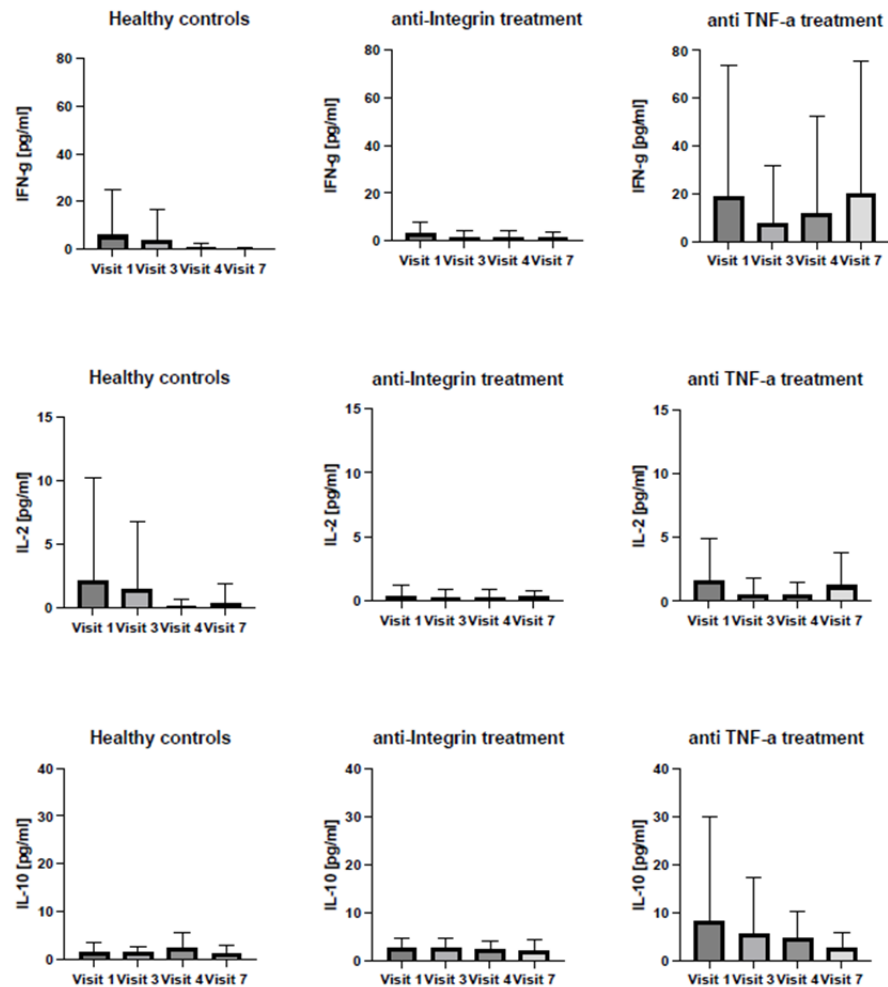 Healthy controls
anti-Integrin treatment
anti TNF-a treatment
IFN-g [pg/ml]
80
60
40
20
0
Visit 1 Visit 3 Visit 4 Visit 7
IFN-g [pg/ml]
80
60
40
20
0
Visit 1 Visit 3 Visit 4 Visit 7
IFN-g [pg/ml]
80
60
40
20
0
Visit 1 Visit 3 Visit 4 Visit 7
Healthy controls
anti-Integrin treatment
anti TNF-a treatment
IL-2 [pg/ml]
15
10
5
0
Visit 1 Visit 3 Visit 4 Visit 7
IL-2 [pg/ml]
15
10
5
0
Visit 1 Visit 3 Visit 4 Visit 7
IL-2 [pg/ml]
15
10
5
0
Visit 1 Visit 3 Visit 4 Visit 7
Healthy controls
anti-Integrin treatment
anti TNF-a treatment
IL-10 [pg/ml]
40
30
20
10
0
Visit 1 Visit 3 Visit 4 Visit 7
IL-10 [pg/ml]
40
30
20
10
0
Visit 1 Visit 3 Visit 4 Visit 7
IL-10 [pg/ml]
40
30
20
10
0
Visit 1 Visit 3 Visit 4 Visit 7